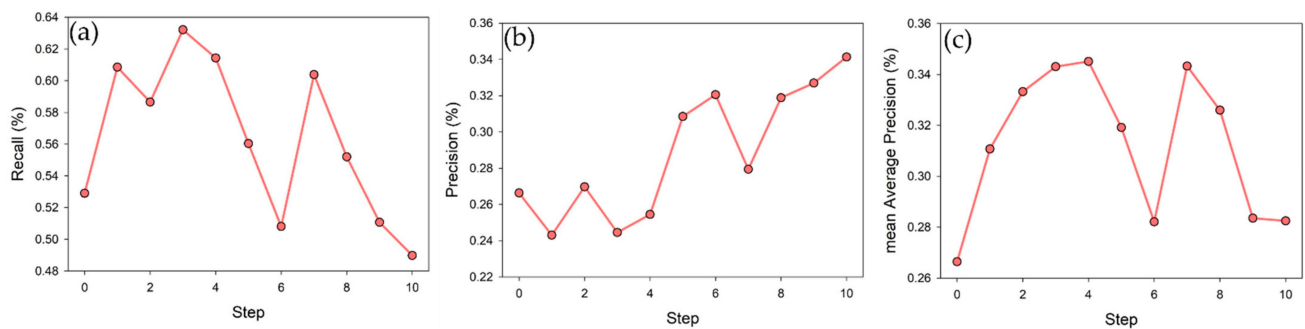 (a)
Recall (%)
0.64
0.62
0.60
0.58
0.56
0.54
0.52
0.50
0.48
0 2 4 6 8 10
Step
(b)
Precision (%)
0.36
0.34
0.32
0.30
0.28
0.26
0.24
0.22
0 2 4 6 8 10
Step
(c)
mean Average Precision (%)
0.36
0.34
0.32
0.30
0.28
0.26
0 2 4 6 8 10
Step